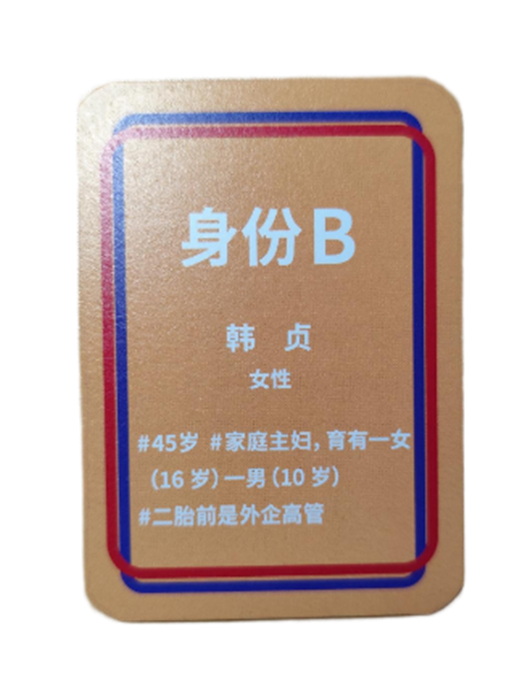 身份B
韩 贞
女性
#45岁 #家庭主妇，育有一女
（16 岁）一男（10 岁）
#二胎前是外企高管